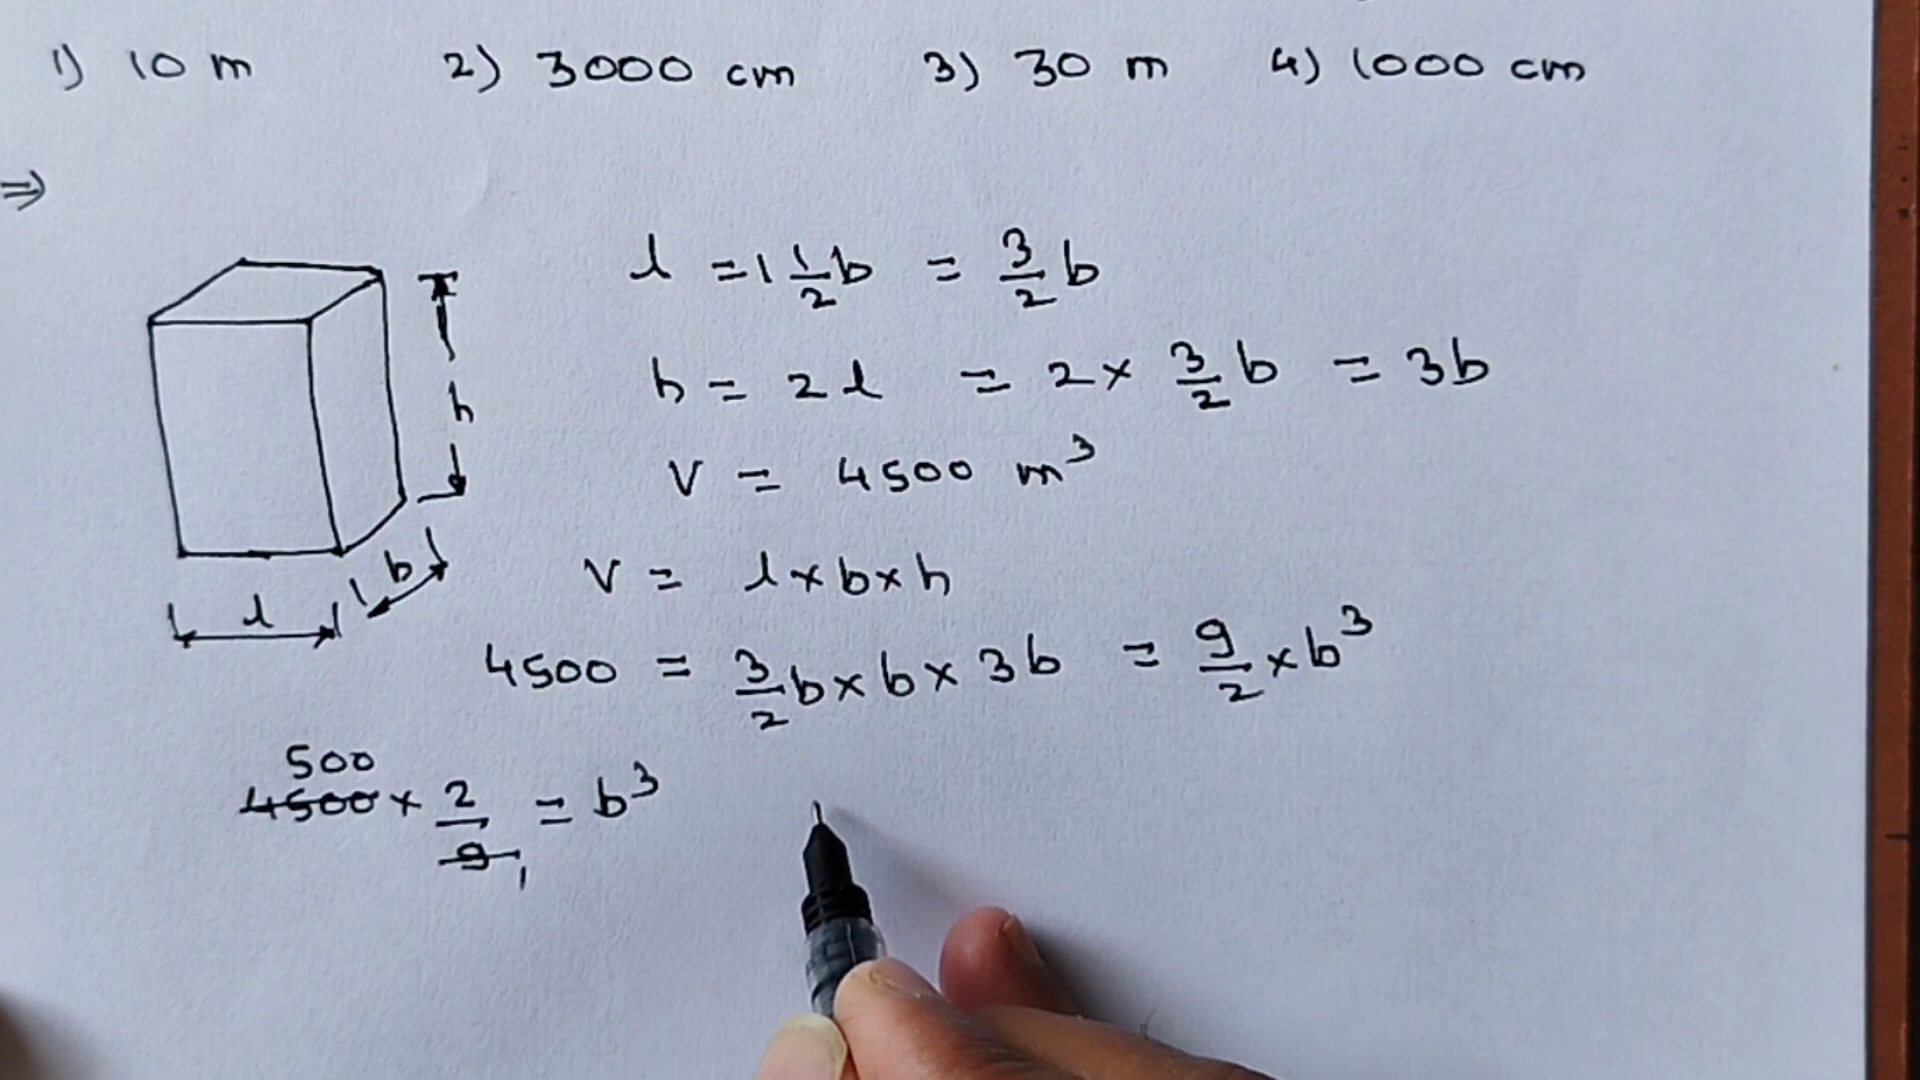 1) 10 m 2) 3000 cm 3) 30 m 4) 1000 cm
⇒
l = 1 1/2 b = 3/2 b
h = 2l = 2 × 3/2 b = 3b
h
V = 4500 m³
V = l × b × h
b
l
4500 = 3/2 b × b × 3b = 9/2 × b³
500
4500 × 2/9 = b³
1